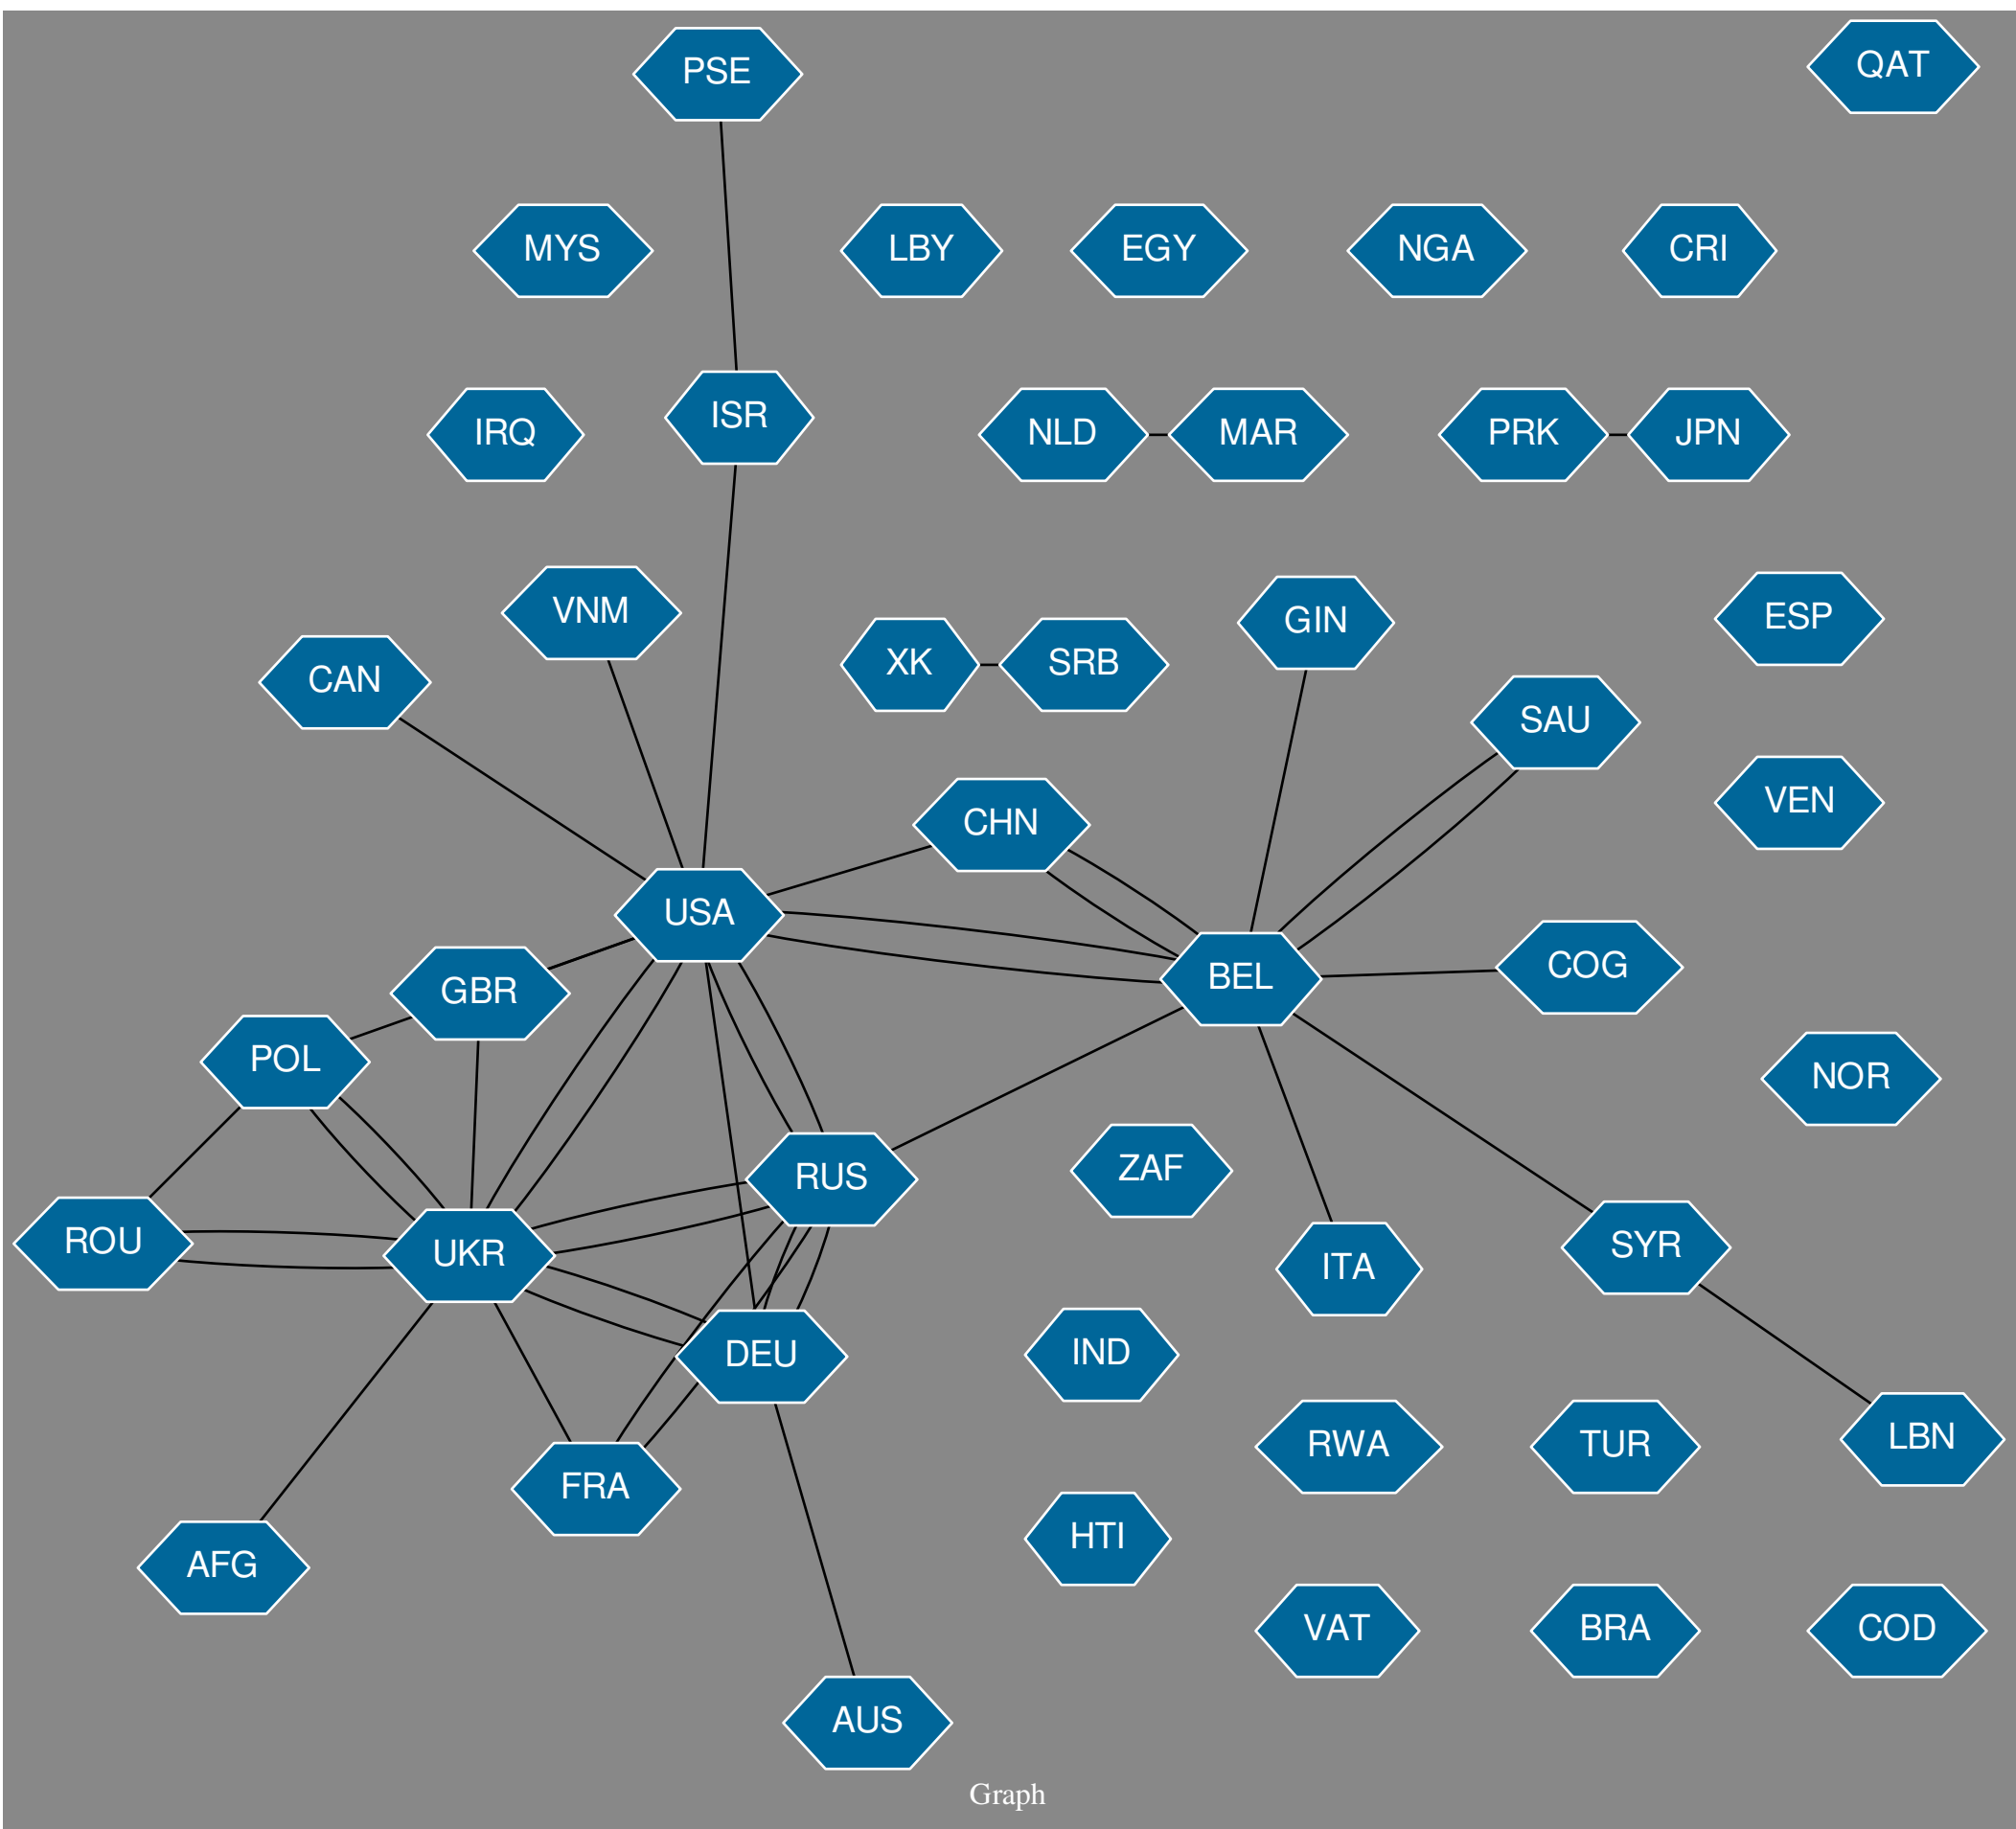 PSE
QAT
MYS
LBY
EGY
NGA
CRI
IRQ
ISR
NLD
MAR
PRK
JPN
VNM
CAN
XK
SRB
GIN
ESP
SAU
VEN
CHN
USA
BEL
COG
GBR
POL
NOR
RUS
ZAF
ROU
UKR
ITA
SYR
DEU
IND
RWA
TUR
LBN
FRA
HTI
AFG
VAT
BRA
COD
AUS
Graph